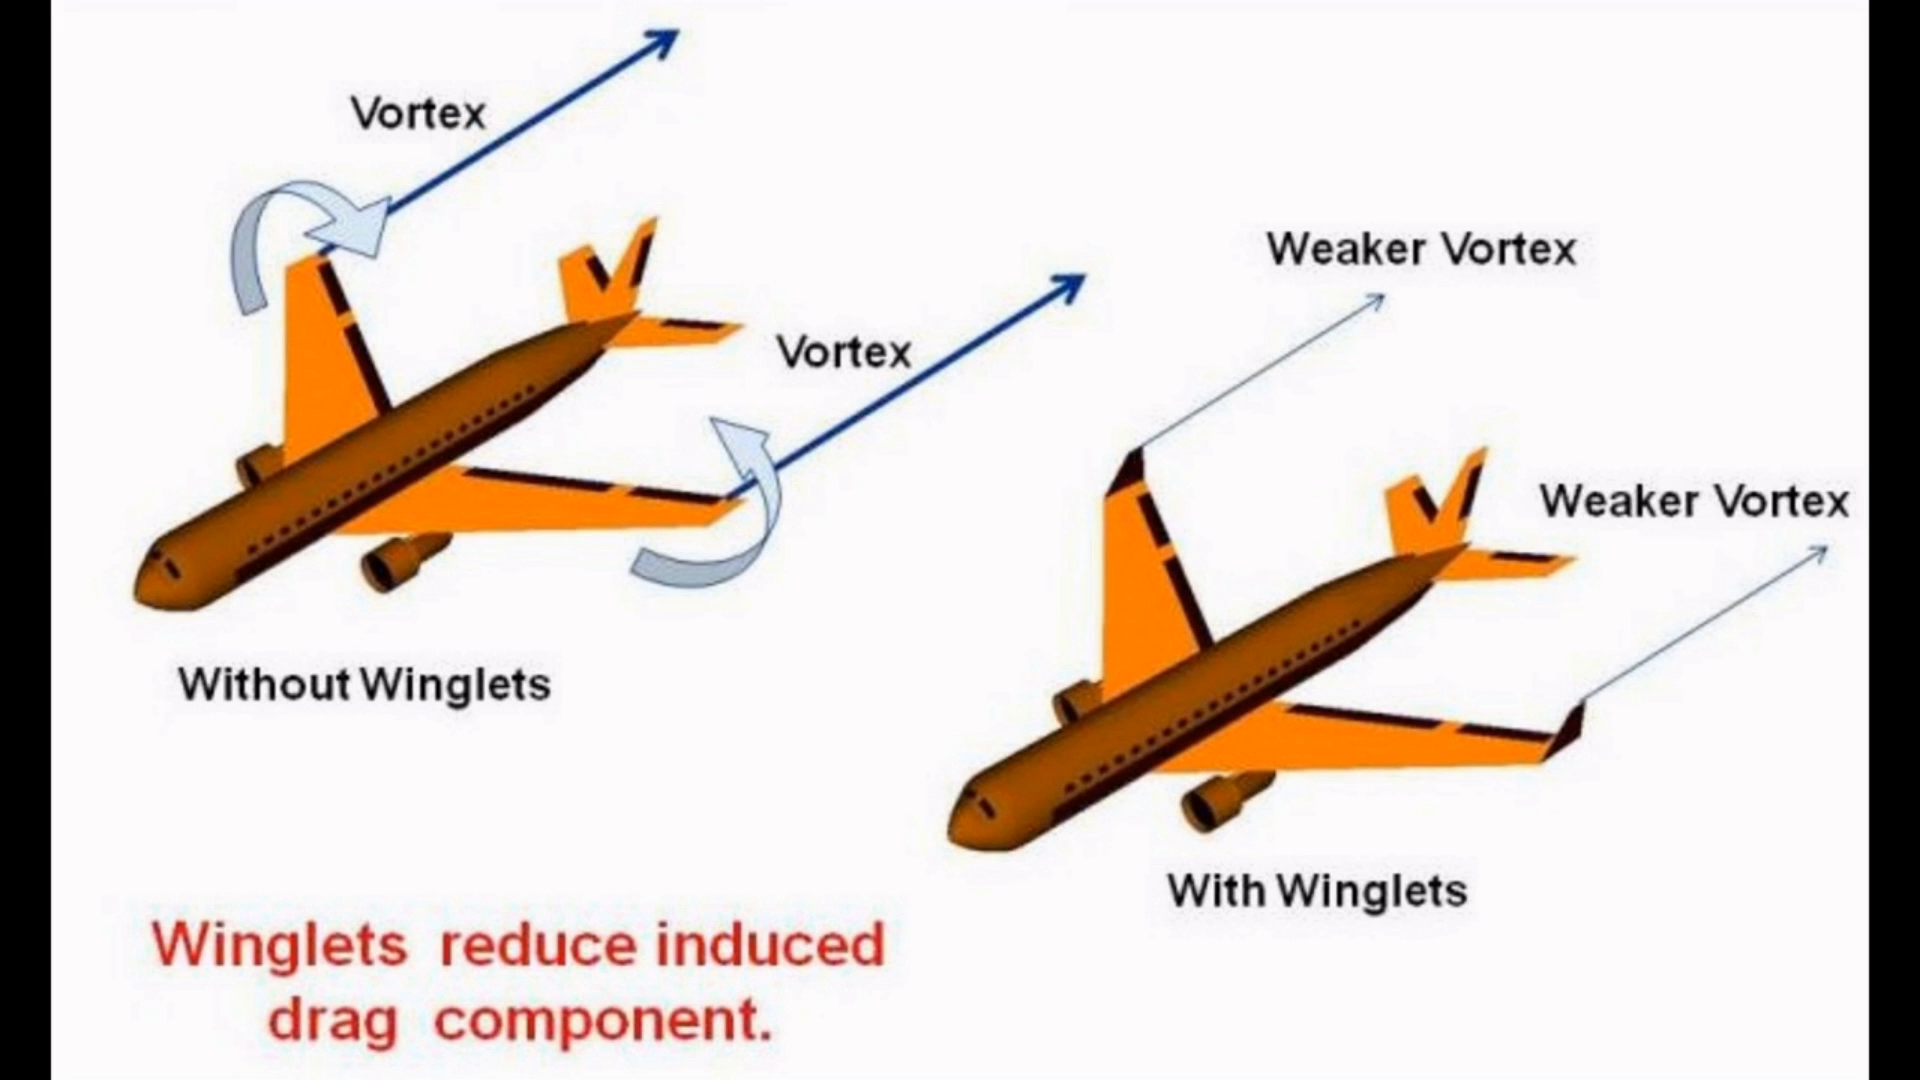 Vortex
Vortex
Without Winglets
Weaker Vortex
Weaker Vortex
With Winglets
Winglets reduce induced
drag component.